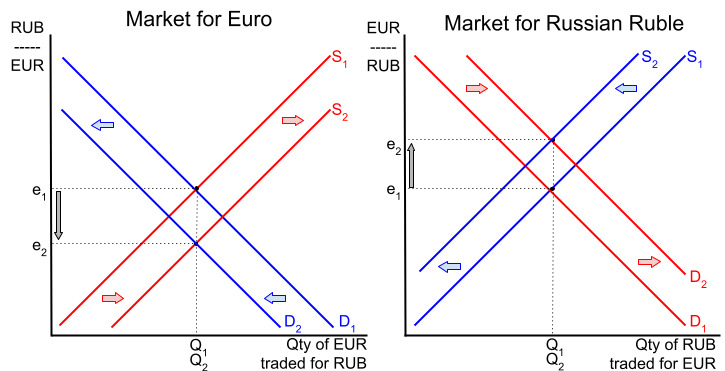 Market for Euro
RUB
-----
EUR
S1
S2
e1
e2
D2
D1
Q1
Q2
Qty of EUR
traded for RUB
Market for Russian Ruble
EUR
-----
RUB
S2
S1
e2
e1
D2
D1
Q1
Q2
Qty of RUB
traded for EUR